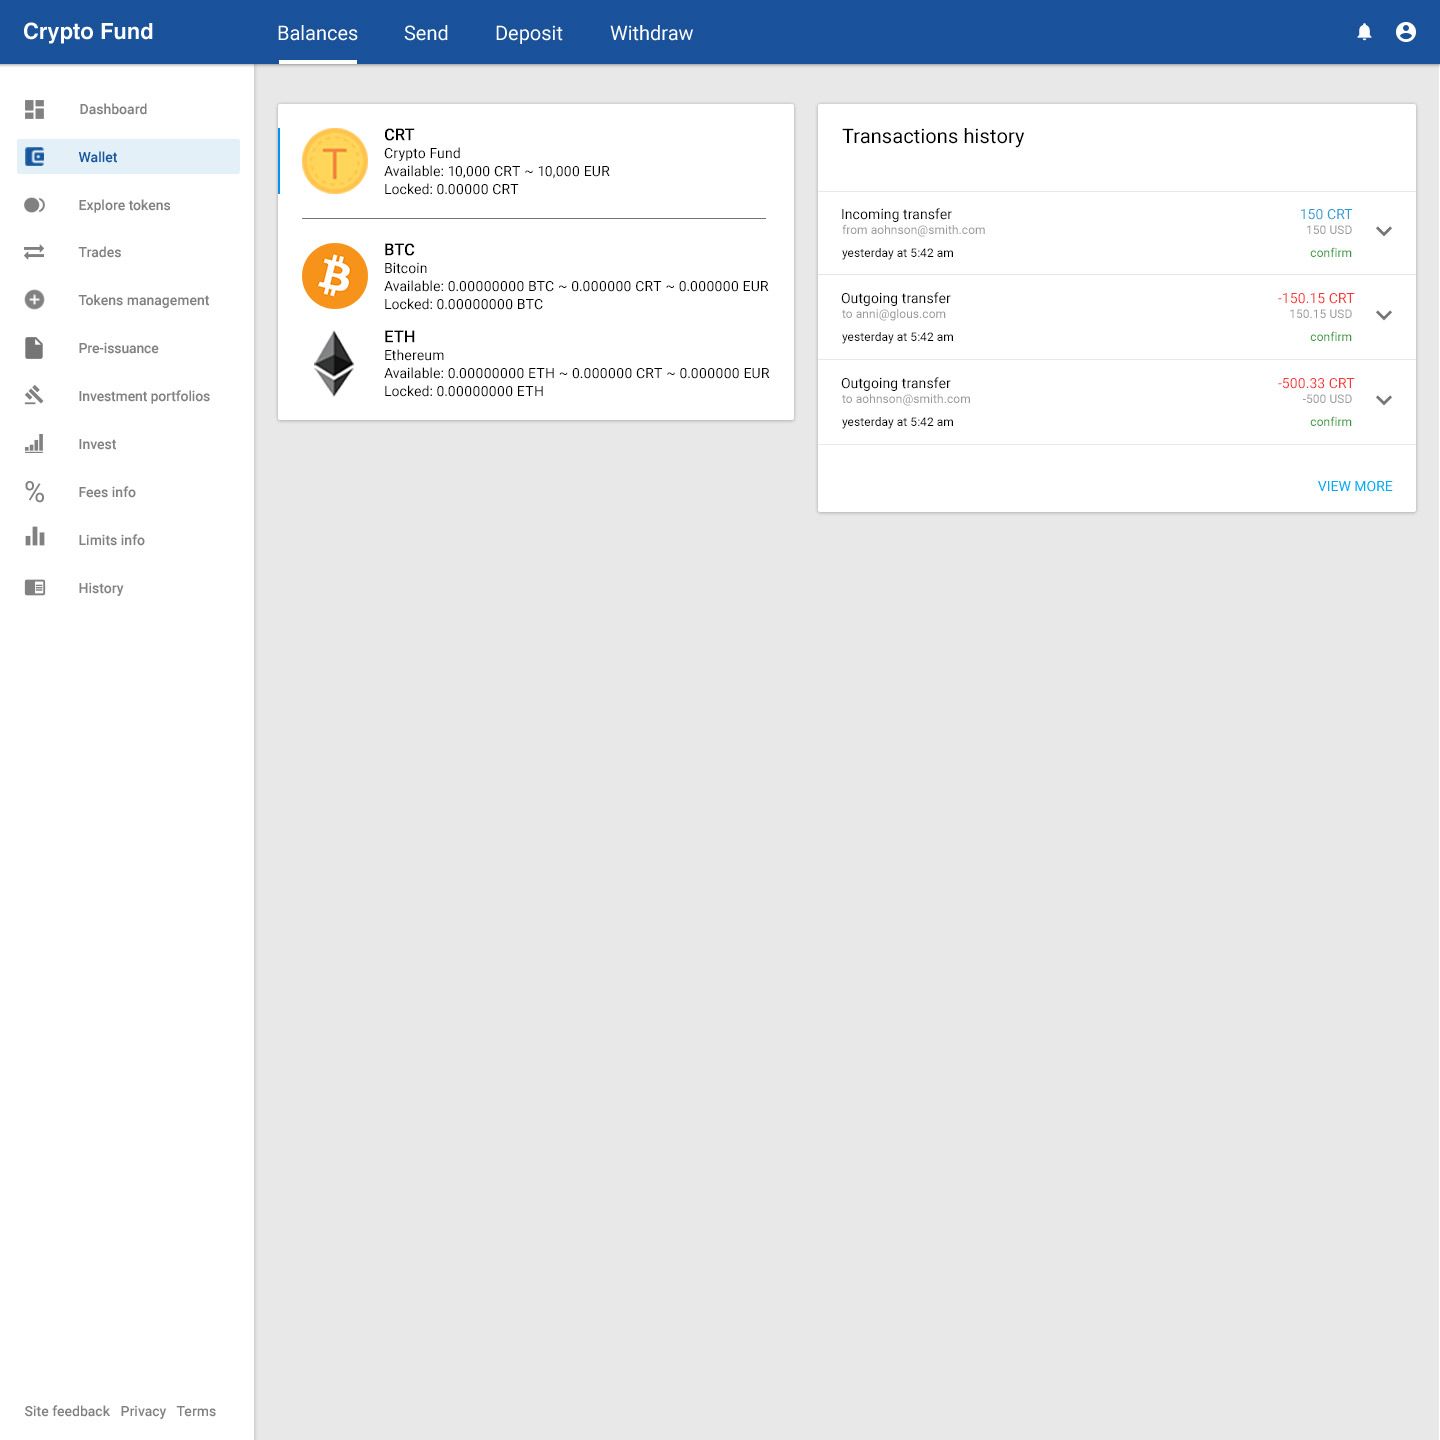 Crypto Fund
Balances
Send
Deposit
Withdraw
Dashboard
Wallet
Explore tokens
Trades
Tokens management
Pre-issuance
Investment portfolios
Invest
Fees info
Limits info
History
Site feedback
Privacy
Terms
T
CRT
Crypto Fund
Available: 10,000 CRT ~ 10,000 EUR
Locked: 0.00000 CRT
BTC
Bitcoin
Available: 0.00000000 BTC ~ 0.000000 CRT ~ 0.000000 EUR
Locked: 0.00000000 BTC
ETH
Ethereum
Available: 0.00000000 ETH ~ 0.000000 CRT ~ 0.000000 EUR
Locked: 0.00000000 ETH
Transactions history
Incoming transfer
150 CRT
from aohnson@smith.com
150 USD
yesterday at 5:42 am
confirm
Outgoing transfer
-150.15 CRT
to anni@glous.com
150.15 USD
yesterday at 5:42 am
confirm
Outgoing transfer
-500.33 CRT
to aohnson@smith.com
-500 USD
yesterday at 5:42 am
confirm
VIEW MORE